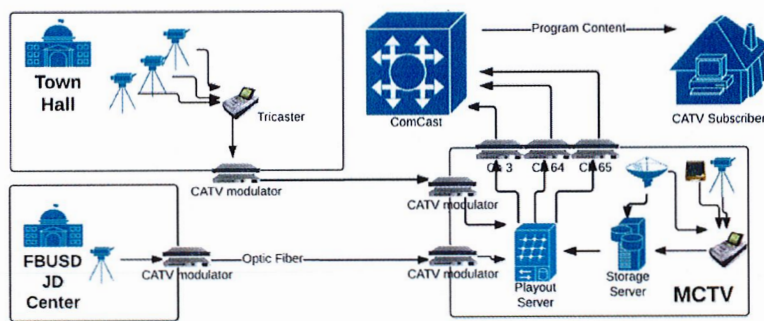 Town
Hall
Tricaster
CATV modulator
ComCast
Program Content
CATV Subscriber
Ch 3
Ch 64
Ch 65
FBUSD
JD
Center
CATV modulator
Optic Fiber
CATV modulator
CATV modulator
Playout
Server
Storage
Server
MCTV